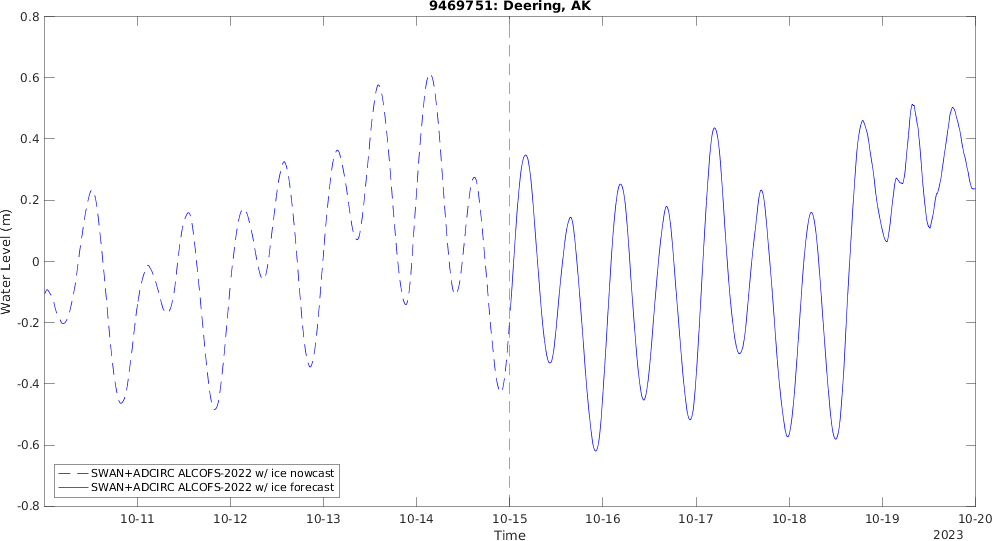 9469751: Deering, AK
Water Level (m)
0.8
0.6
0.4
0.2
0
-0.2
-0.4
-0.6
-0.8
SWAN+ADCIRC ALCOFS-2022 w/ ice nowcast
SWAN+ADCIRC ALCOFS-2022 w/ ice forecast
10-11 10-12 10-13 10-14 10-15 10-16 10-17 10-18 10-19 10-20
Time
2023